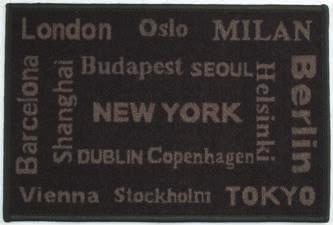 London Oslo MILAN
Barcelona
Shanghai
Budapest SEOUL
Helsinki
Berlin
NEW YORK
DUBLIN Copenhagen
Vienna Stockholm TOKYO